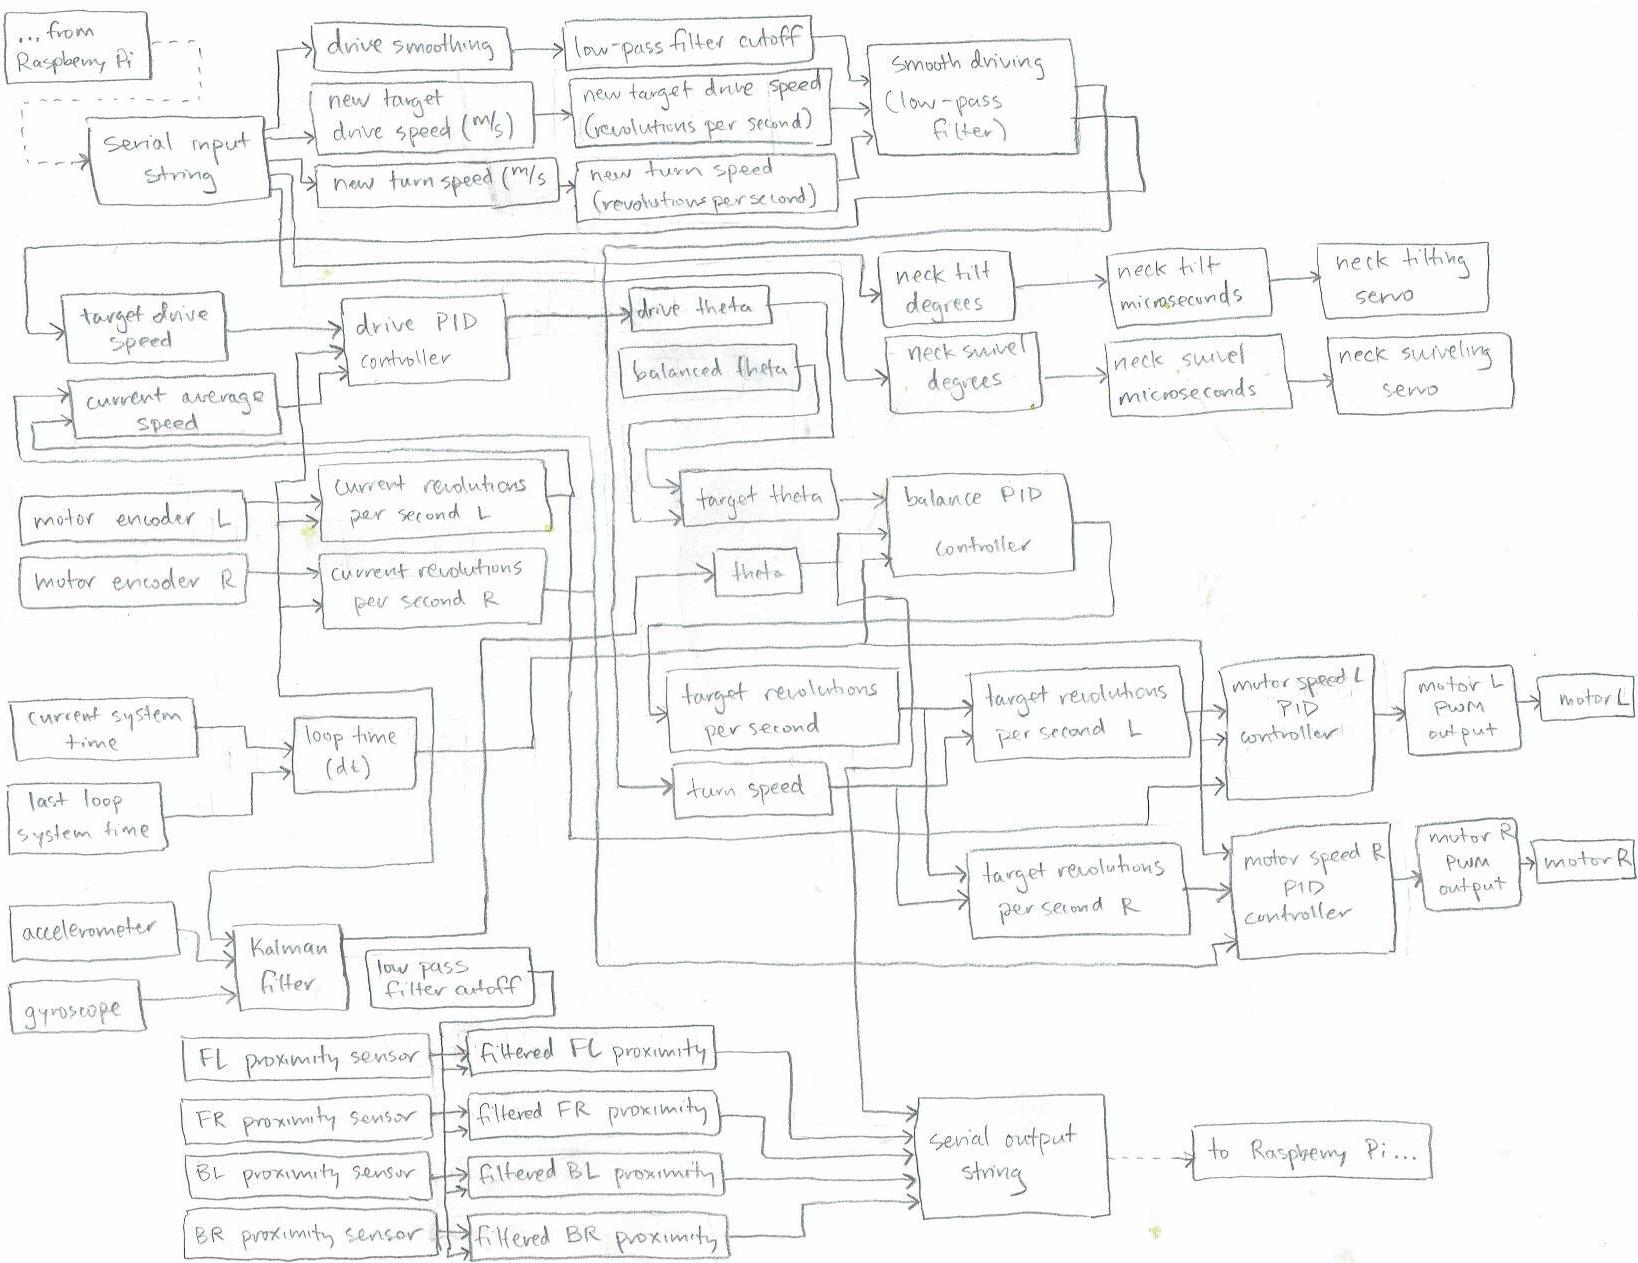 ...from
Raspberry Pi
drive smoothing
low-pass filter cutoff
smooth driving
(low-pass
filter)
new target
drive speed (m/s)
new target drive speed
(revolutions per second)
serial input
string
new turn speed (m/s
new turn speed
(revolutions per second)
neck tilt
degrees
neck tilt
microseconds
neck tilting
servo
target drive
speed
drive PID
controller
drive theta
balanced theta
neck swivel
degrees
neck swivel
microseconds
neck swiveling
servo
current average
speed
motor encoder L
current revolutions
per second L
target theta
balance PID
controller
motor encoder R
current revolutions
per second R
theta
current system
time
loop time
(dt)
last loop
system time
target revolutions
per second
turn speed
target revolutions
per second L
motor speed L
PID
controller
motor L
PWM
output
motor L
target revolutions
per second R
motor speed R
PID
controller
motor R
PWM
output
motor R
accelerometer
gyroscope
Kalman
filter
low pass
filter cutoff
FL proximity sensor
filtered FL proximity
FR proximity sensor
filtered FR proximity
BL proximity sensor
filtered BL proximity
BR proximity sensor
filtered BR proximity
serial output
string
to Raspberry Pi...